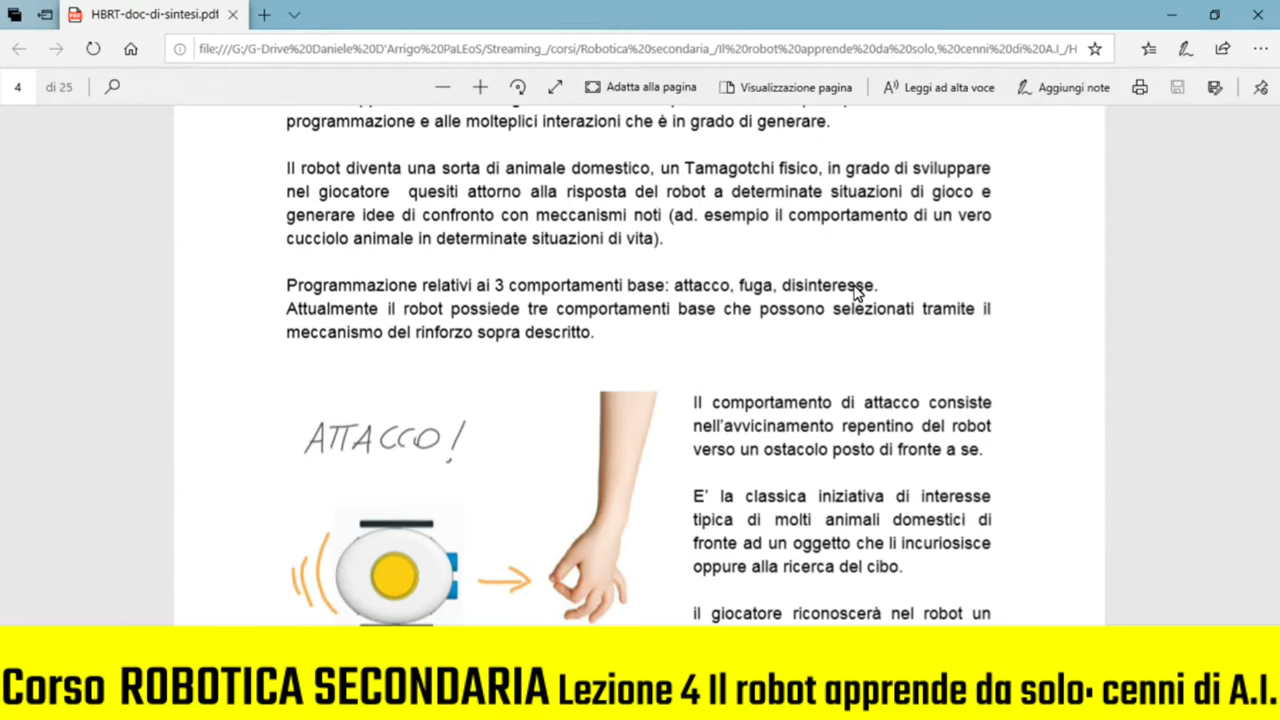 HBRT-doc-di-sintesi.pdf
file:///G:/G-Drive%20Daniele%20D'Arrigo%20PaLEoS/Streaming_/corsi/Robotica%20secondaria_/Il%20robot%20apprende%20da%20solo,%20cenni%20di%20A.I_/H
4 di 25 Adatta alla pagina Visualizzazione pagina Leggi ad alta voce Aggiungi note
programmazione e alle molteplici interazioni che è in grado di generare.
Il robot diventa una sorta di animale domestico, un Tamagotchi fisico, in grado di sviluppare
nel giocatore quesiti attorno alla risposta del robot a determinate situazioni di gioco e
generare idee di confronto con meccanismi noti (ad. esempio il comportamento di un vero
cucciolo animale in determinate situazioni di vita).
Programmazione relativi ai 3 comportamenti base: attacco, fuga, disinteresse.
Attualmente il robot possiede tre comportamenti base che possono selezionati tramite il
meccanismo del rinforzo sopra descritto.
ATTACCO!
Il comportamento di attacco consiste
nell'avvicinamento repentino del robot
verso un ostacolo posto di fronte a se.
E' la classica iniziativa di interesse
tipica di molti animali domestici di
fronte ad un oggetto che li incuriosisce
oppure alla ricerca del cibo.
il giocatore riconoscerà nel robot un
Corso ROBOTICA SECONDARIA Lezione 4 Il robot apprende da solo: cenni di A.I.